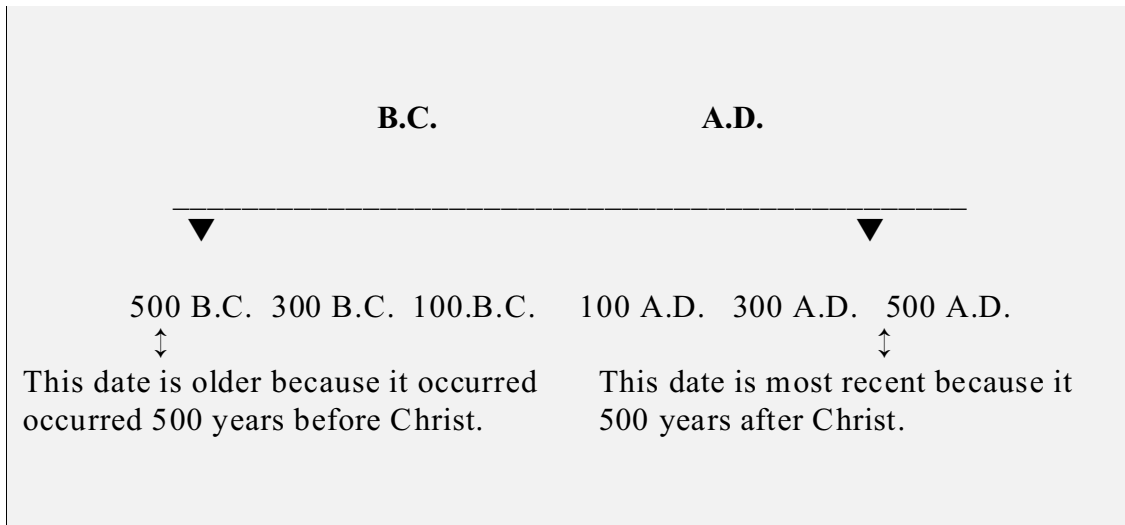 B.C. A.D.
______________________________________________
▼ ▼
500 B.C. 300 B.C. 100.B.C. 100 A.D. 300 A.D. 500 A.D.
↕ ↕
This date is older because it occurred This date is most recent because it
occurred 500 years before Christ. 500 years after Christ.